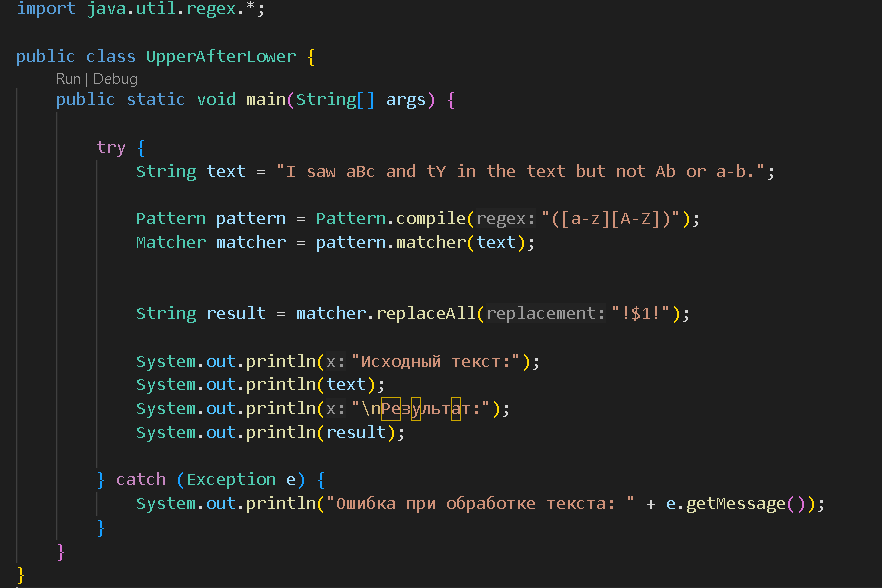 import java.util.regex.*;
public class UpperAfterLower {
Run | Debug
public static void main(String[] args) {
try {
String text = "I saw aBc and tY in the text but not Ab or a-b.";
Pattern pattern = Pattern.compile(regex: "([a-z][A-Z])");
Matcher matcher = pattern.matcher(text);
String result = matcher.replaceAll(replacement: "!$1!");
System.out.println(x: "Исходный текст:");
System.out.println(text);
System.out.println(x: "\nРезультат:");
System.out.println(result);
} catch (Exception e) {
System.out.println("Ошибка при обработке текста: " + e.getMessage());
}
}
}